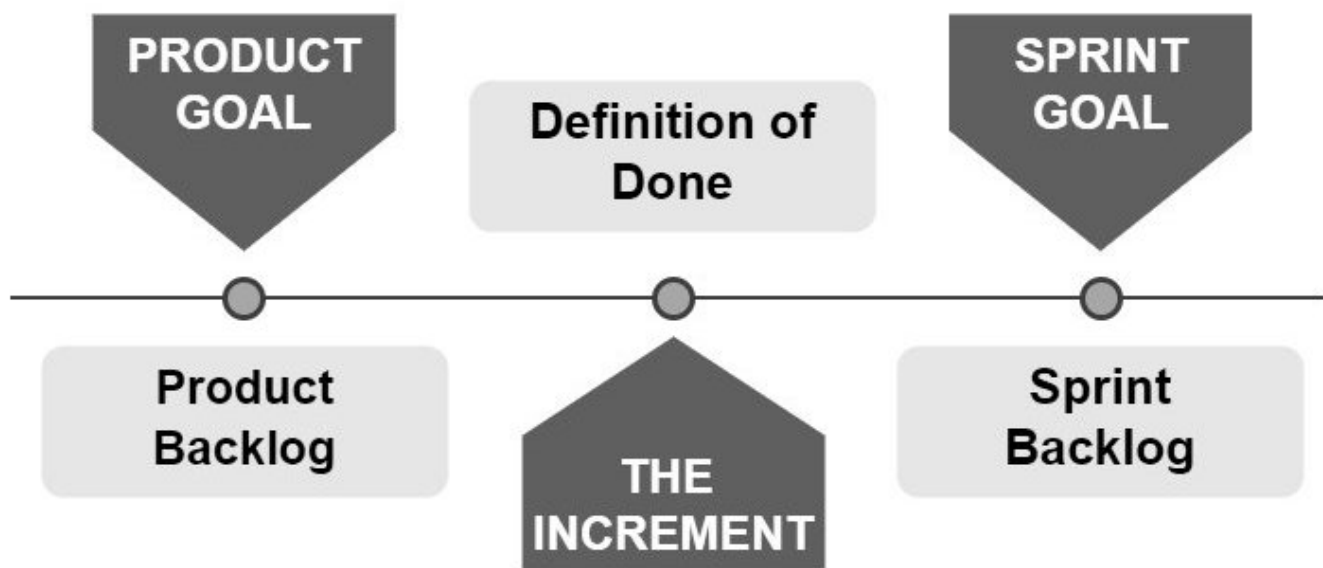 PRODUCT
GOAL
Product
Backlog
Definition of
Done
THE
INCREMENT
SPRINT
GOAL
Sprint
Backlog